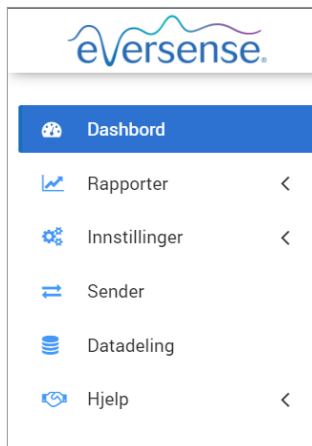 eversense.
Dashbord
Rapporter
Innstillinger
Sender
Datadeling
Hjelp